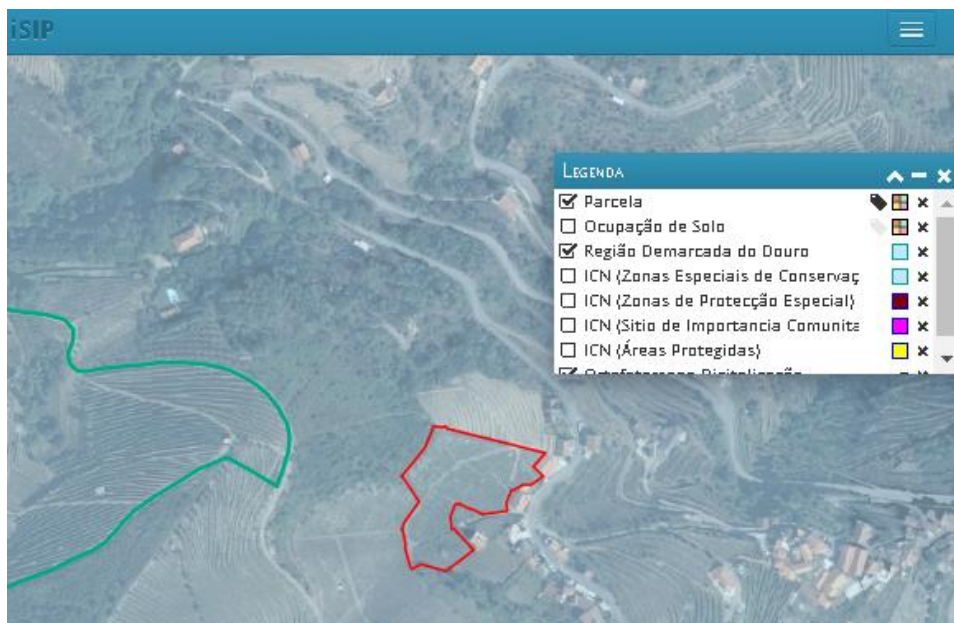 iSIP
LEGENDA
Parcela
Ocupação de Solo
Região Demarcada do Douro
ICN (Zonas Especiais de Conservaç
ICN (Zonas de Protecção Especial)
ICN (Sitio de Importancia Comunita
ICN (Áreas Protegidas)